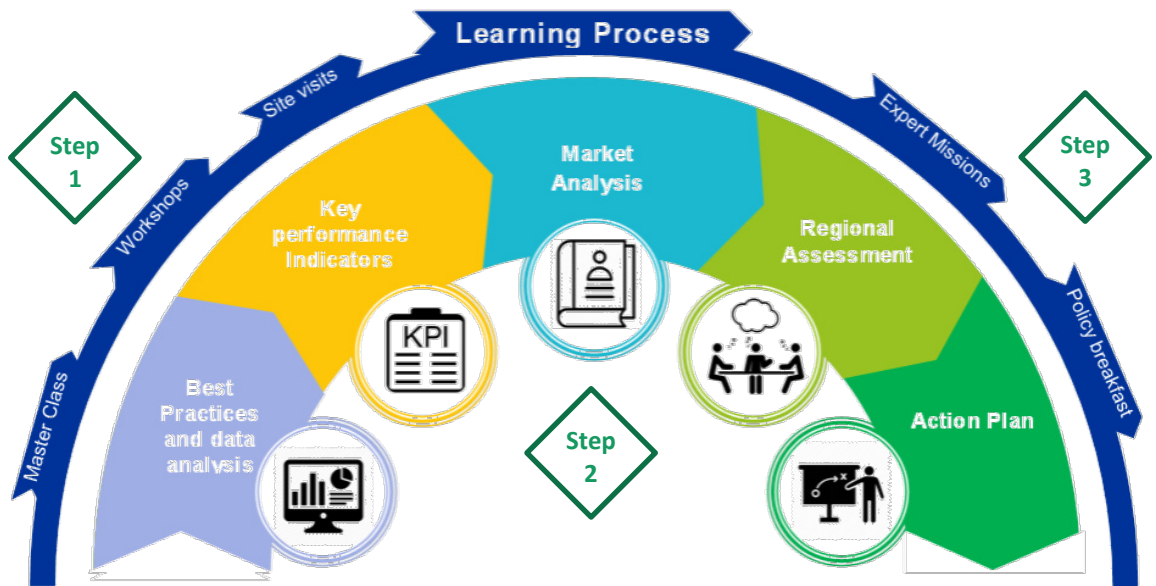 Learning Process
Master Class
Workshops
Site visits
Expert Missions
Policy breakfast
Step
1
Step
2
Step
3
Best
Practices
and data
analysis
Key
performance
Indicators
KPI
Market
Analysis
Regional
Assessment
Action Plan